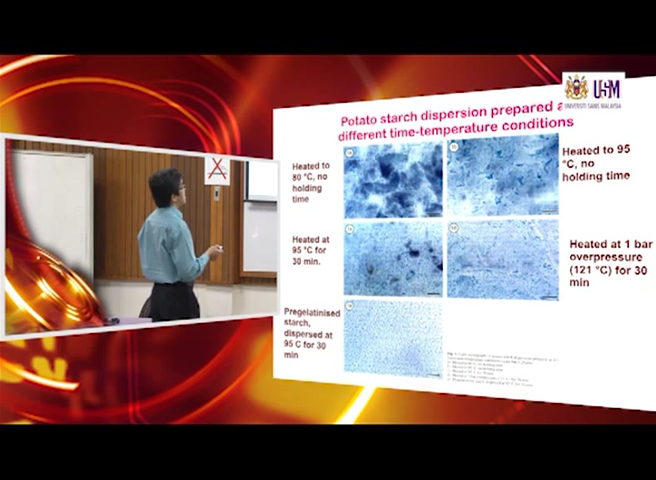 USM
UNIVERSITI SAINS MALAYSIA
Potato starch dispersion prepared
different time-temperature conditions
Heated to
80 °C, no
holding
time
Heated to 95
°C, no
holding time
Heated at
95 °C for
30 min.
Heated at 1 bar
overpressure
(121 °C) for 30
min
Pregelatinised
starch,
dispersed at
95 C for 30
min